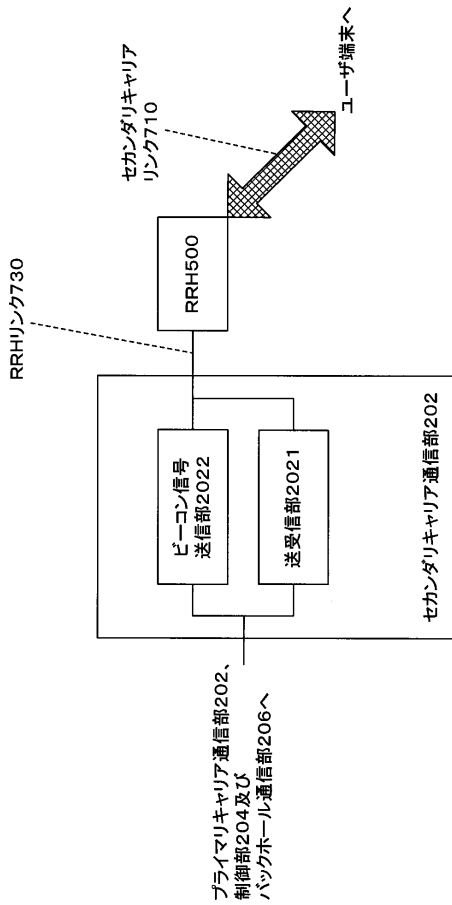 プライマリキャリア通信部202、
制御部204及び
バックホール通信部206へ
ビーコン信号
送信部2022
送受信部2021
セカンダリキャリア通信部202
RRHリンク730
RRH500
セカンダリキャリア
リンク710
ユーザ端末へ